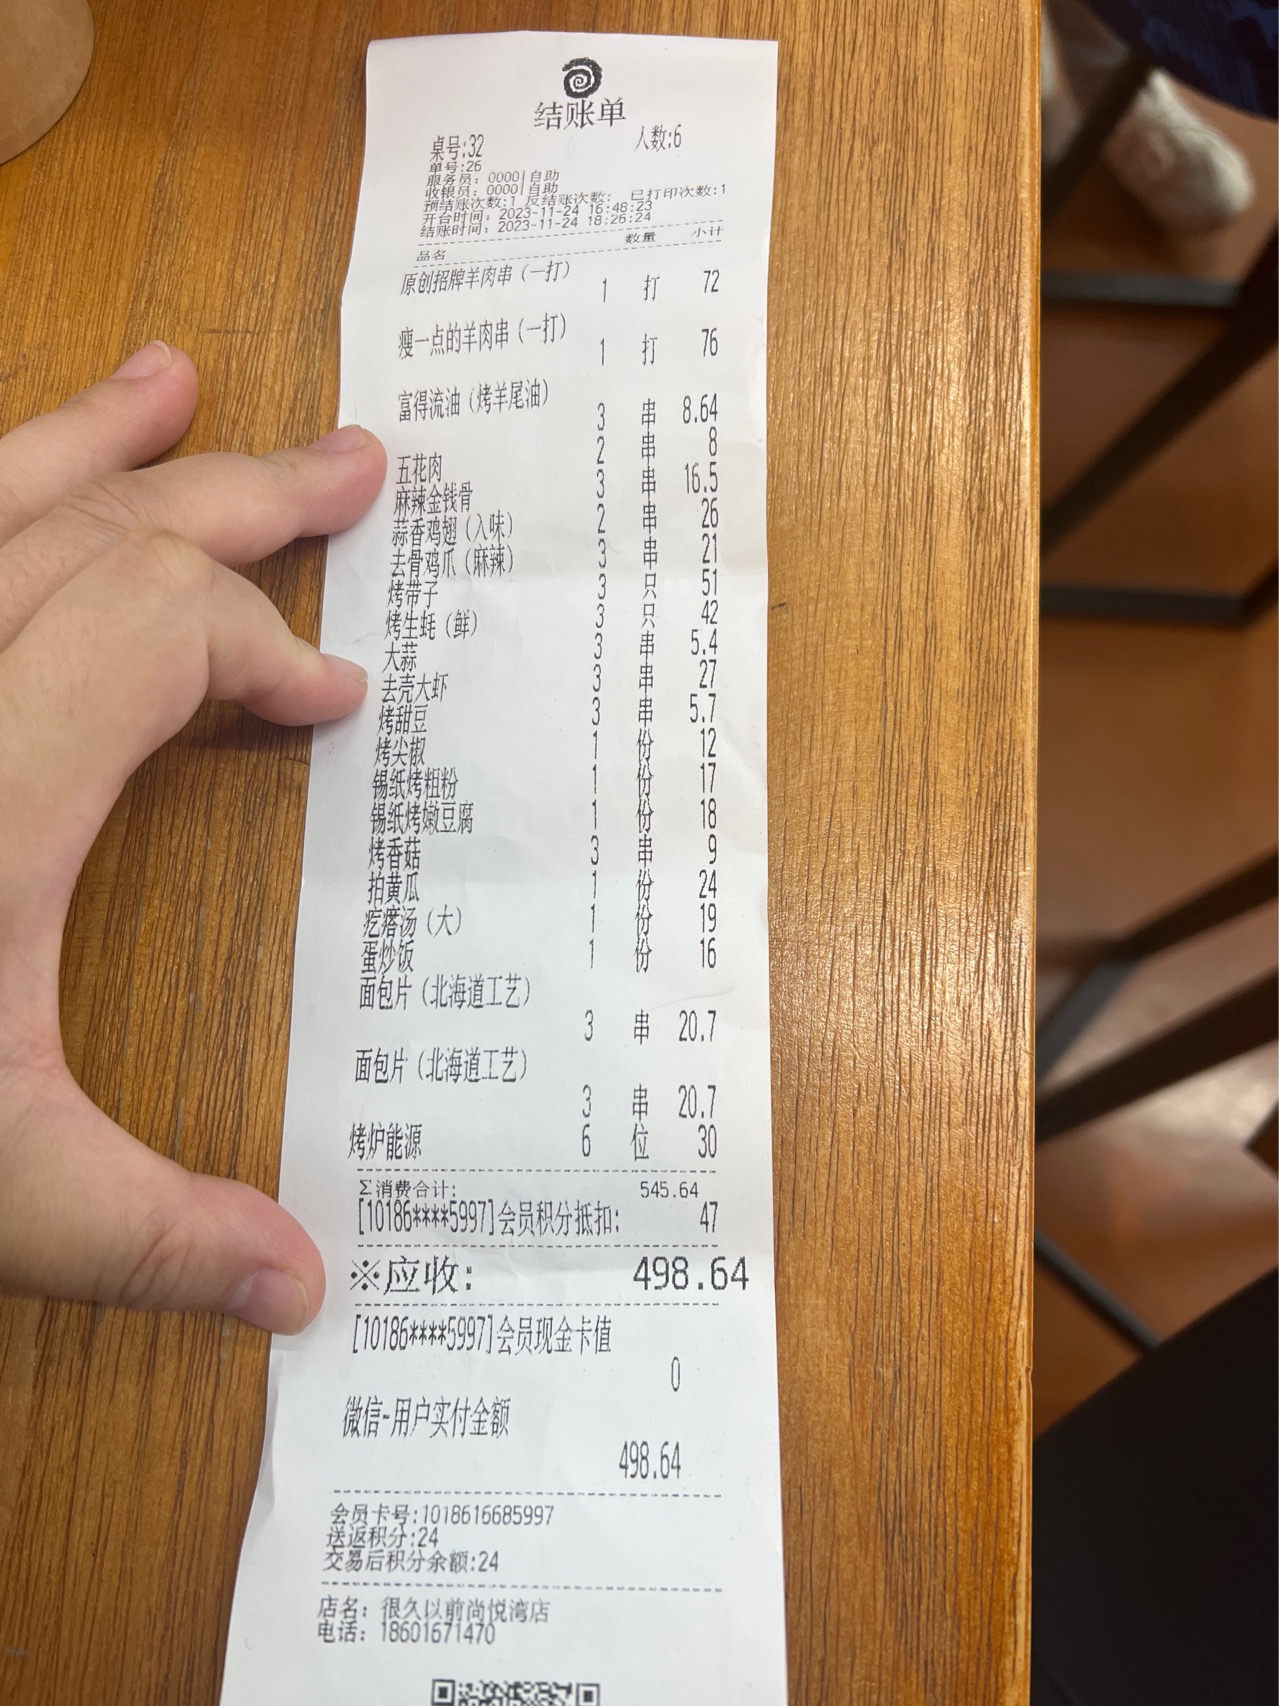 结账单
桌号:32 人数:6
单号:26
服务员: 0000|自助
收银员: 0000|自助
预结账次数:1 反结账次数: 已打印次数:1
开台时间: 2023-11-24 16:48:23
结账时间: 2023-11-24 18:26:24
品名 数量 小计
原创招牌羊肉串(一打)
1 打 72
瘦一点的羊肉串(一打)
1 打 76
富得流油(烤羊尾油)
3 串 8.64
五花肉 2 串 8
麻辣金钱骨 3 串 16.5
蒜香鸡翅(入味) 2 串 26
去骨鸡爪(麻辣) 3 串 21
烤带子 3 只 51
烤生蚝(鲜) 3 只 42
大蒜 3 串 5.4
去壳大虾 3 串 27
烤甜豆 3 串 5.7
烤尖椒 1 份 12
锡纸烤粗粉 1 份 17
锡纸烤嫩豆腐 1 份 18
烤香菇 3 串 9
拍黄瓜 1 份 24
疙瘩汤(大) 1 份 19
蛋炒饭 1 份 16
面包片(北海道工艺)
3 串 20.7
面包片(北海道工艺)
3 串 20.7
烤炉能源 6 位 30
Σ消费合计: 545.64
[10186****5997]会员积分抵扣: 47
※应收: 498.64
[10186****5997]会员现金卡值
0
微信-用户实付金额
498.64
会员卡号:1018616685997
送返积分:24
交易后积分余额:24
店名: 很久以前尚悦湾店
电话: 18601671470